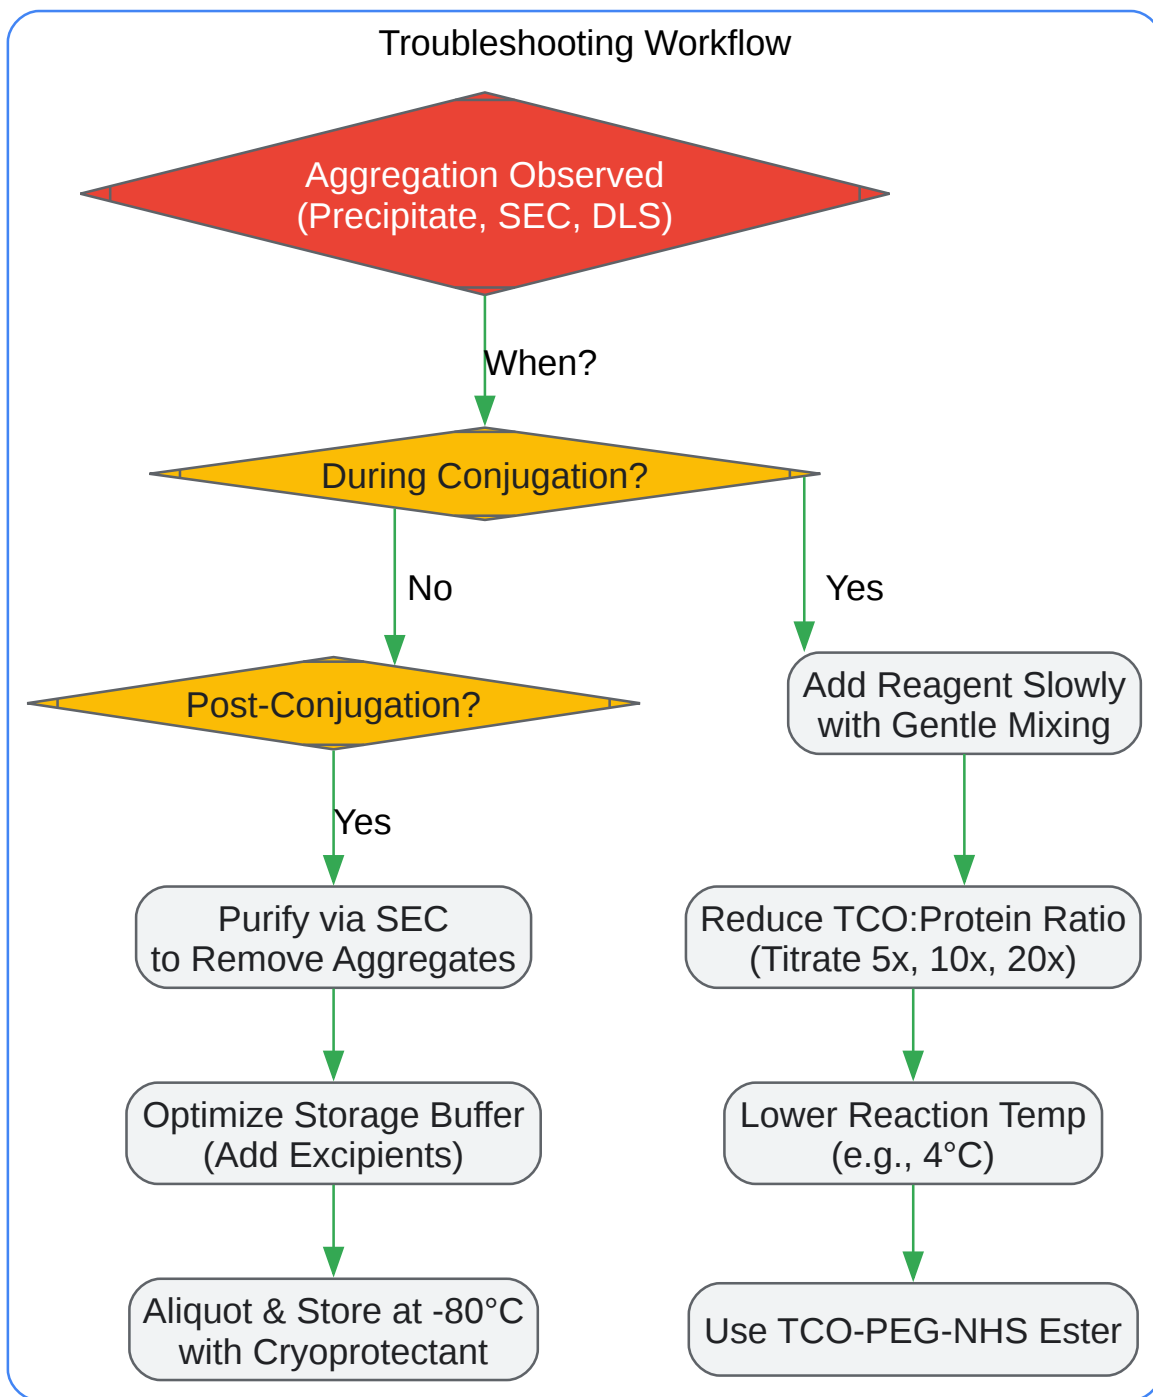 Troubleshooting Workflow
Aggregation Observed
(Precipitate, SEC, DLS)
When?
During Conjugation?
No
Yes
Post-Conjugation?
Add Reagent Slowly
with Gentle Mixing
Yes
Purify via SEC
to Remove Aggregates
Reduce TCO:Protein Ratio
(Titrate 5x, 10x, 20x)
Optimize Storage Buffer
(Add Excipients)
Lower Reaction Temp
(e.g., 4°C)
Aliquot & Store at -80°C
with Cryoprotectant
Use TCO-PEG-NHS Ester